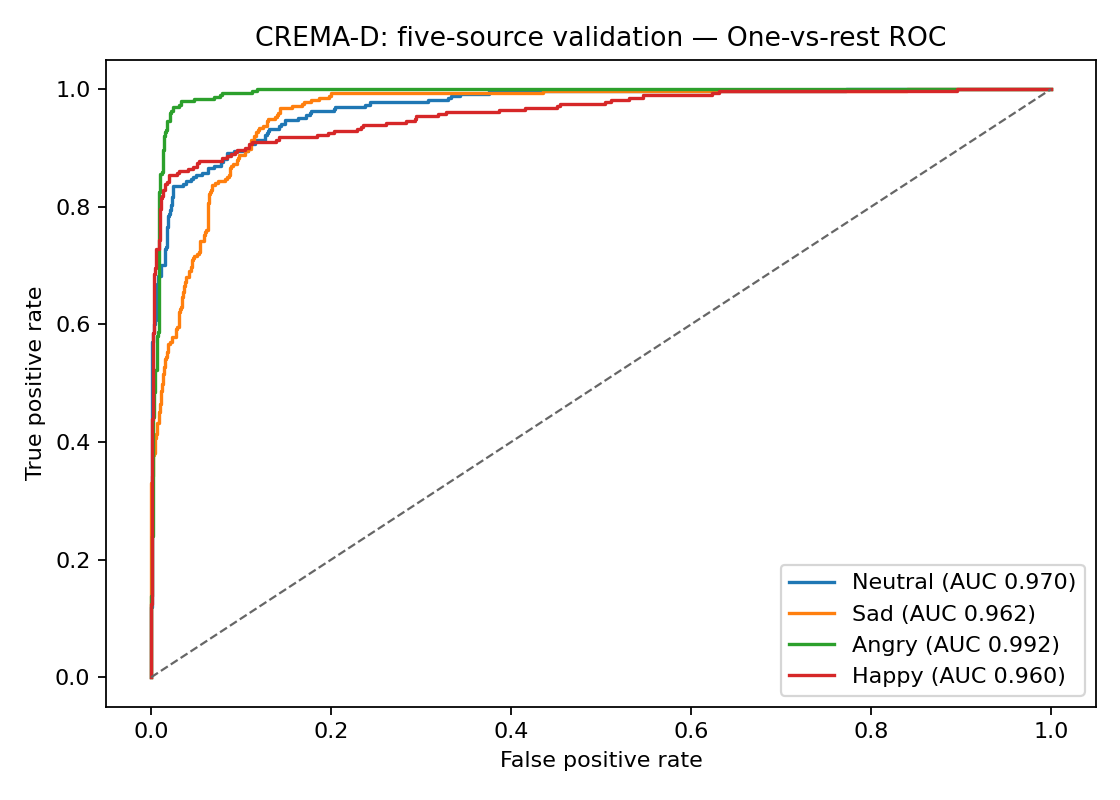 CREMA-D: five-source validation — One-vs-rest ROC
True positive rate
1.0
0.8
0.6
0.4
0.2
0.0
Neutral (AUC 0.970)
Sad (AUC 0.962)
Angry (AUC 0.992)
Happy (AUC 0.960)
0.0 0.2 0.4 0.6 0.8 1.0
False positive rate